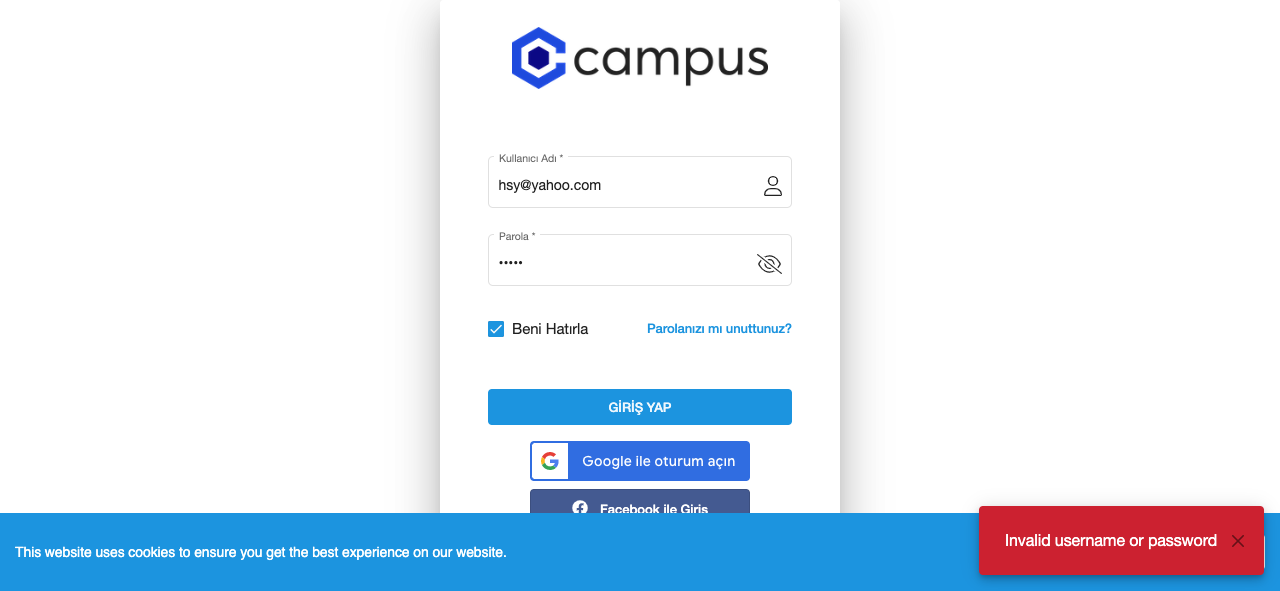 campus
Kullanıcı Adı *
hsy@yahoo.com
Parola *
•••••
Beni Hatırla
Parolanızı mı unuttunuz?
GİRİŞ YAP
Google ile oturum açın
Facebook ile Giriş
This website uses cookies to ensure you get the best experience on our website.
Invalid username or password